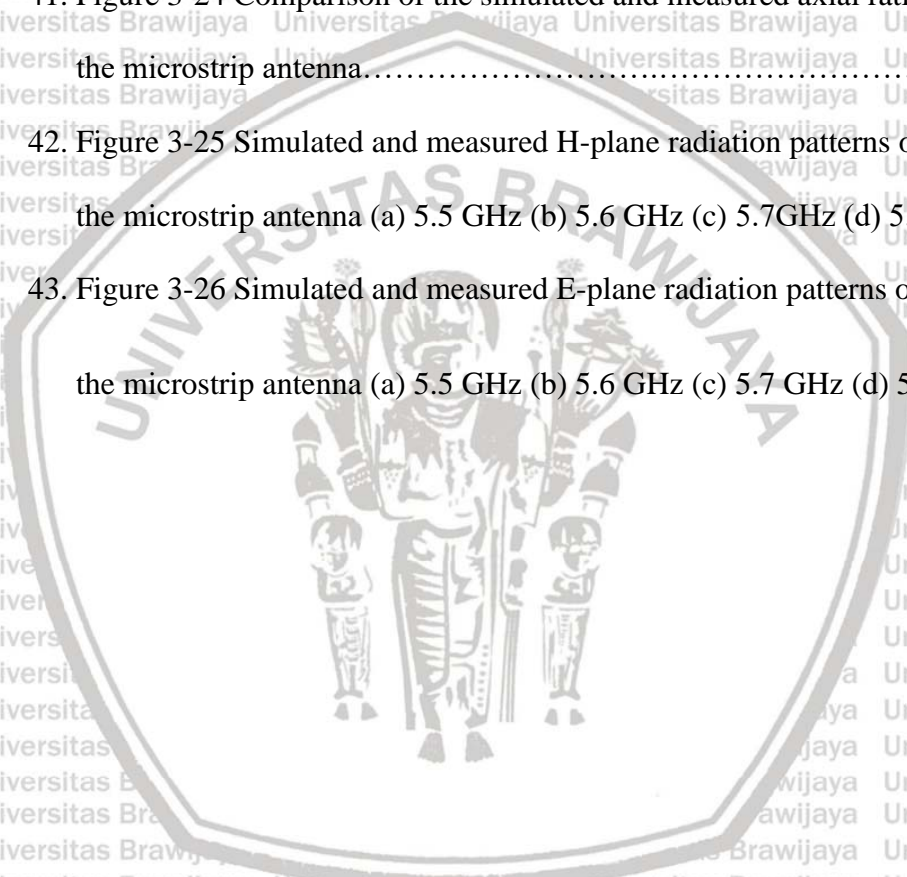 41. Figure 3-24 Comparison of the simulated and measured axial
the microstrip antenna……………………………………………
42. Figure 3-25 Simulated and measured H-plane radiation patterns
the microstrip antenna (a) 5.5 GHz (b) 5.6 GHz (c) 5.7GHz (d)
43. Figure 3-26 Simulated and measured E-plane radiation patterns
the microstrip antenna (a) 5.5 GHz (b) 5.6 GHz (c) 5.7 GHz (d)
UNIVERSITAS BRAWIJAYA